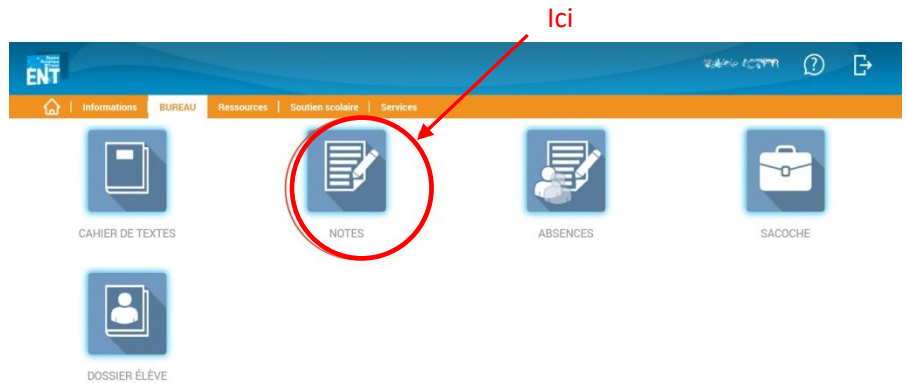 Ici
ENT
Informations | BUREAU Ressources | Soutien scolaire | Services
CAHIER DE TEXTES NOTES ABSENCES SACOCHE
DOSSIER ÉLÈVE